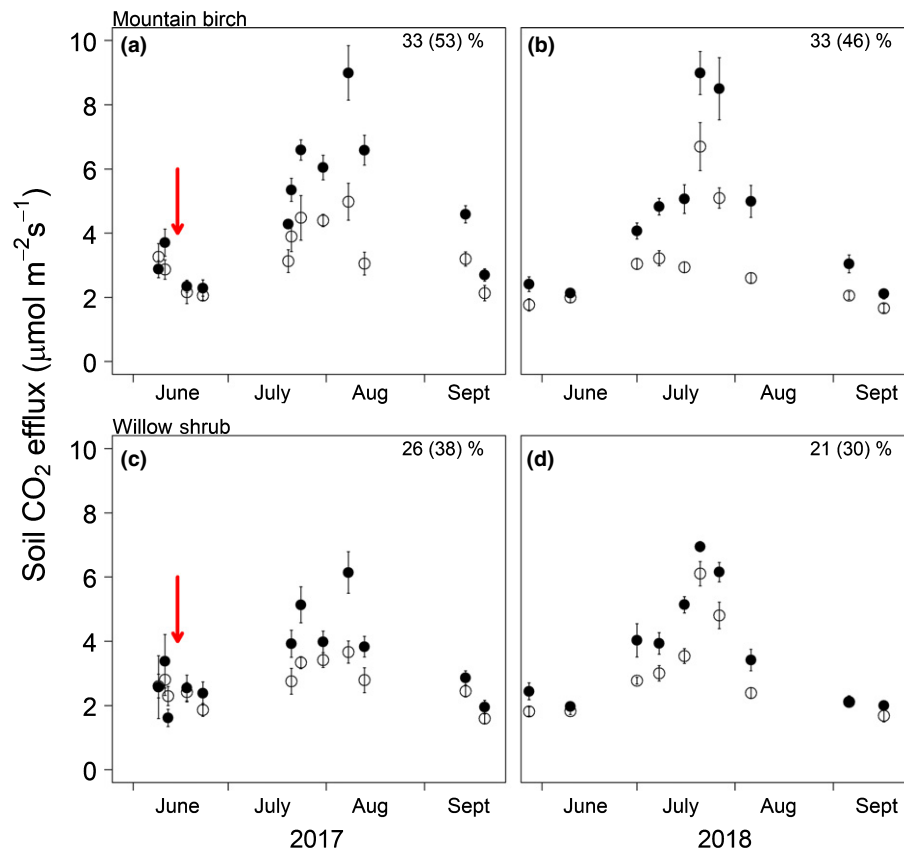 Mountain birch
(a)
33 (53) %
(b)
33 (46) %
10
8
6
4
2
0
June July Aug Sept
June July Aug Sept
Willow shrub
(c)
26 (38) %
(d)
21 (30) %
10
8
6
4
2
0
June July Aug Sept
June July Aug Sept
2017
2018
Soil CO₂ efflux (μmol m⁻²s⁻¹)